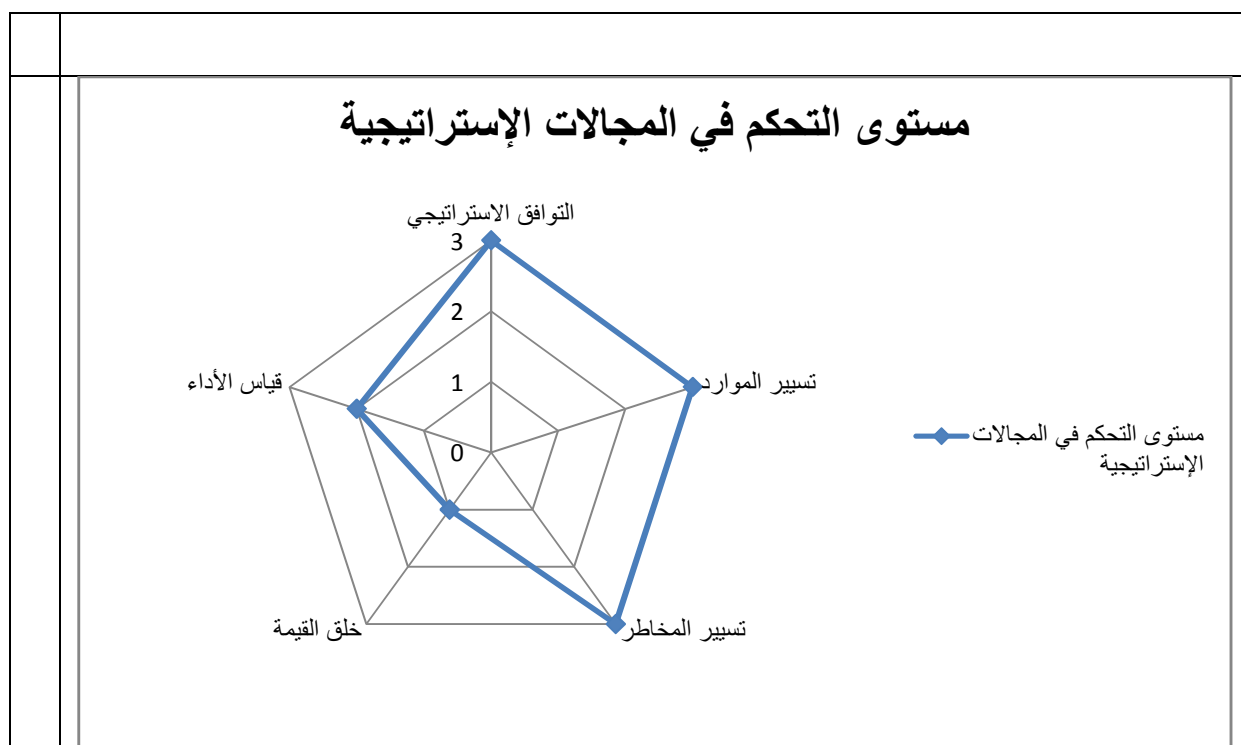 مستوى التحكم في المجالات الإستراتيجية
التوافق الاستراتيجي
3
2
قياس الأداء
تسيير الموارد
1
مستوى التحكم في المجالات
الإستراتيجية
0
خلق القيمة
تسيير المخاطر